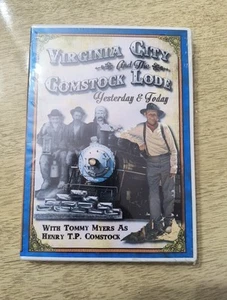 Virginia City
And The
Comstock Lode
Yesterday & Today
With Tommy Myers As
Henry T.P. Comstock